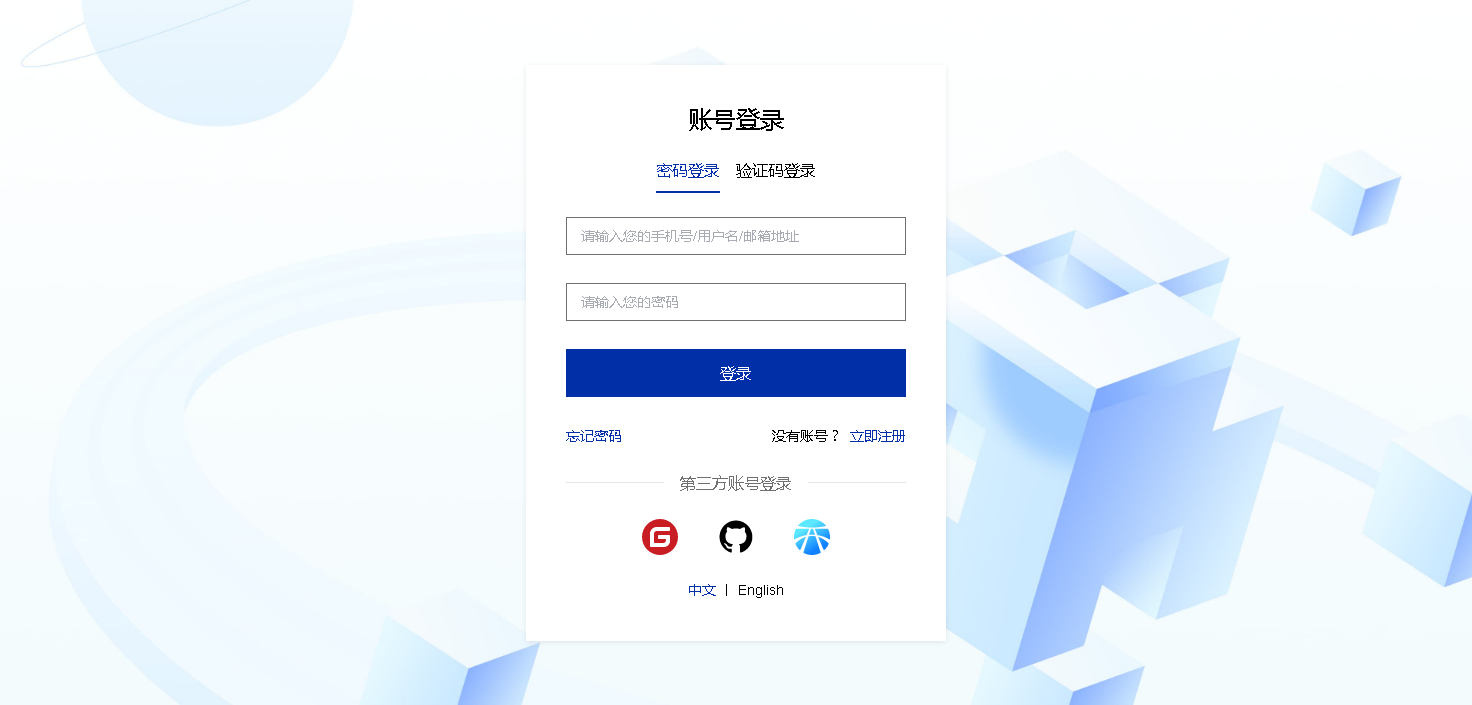 账号登录
密码登录 验证码登录
请输入您的手机号/用户名/邮箱地址
请输入您的密码
登录
忘记密码 没有账号？ 立即注册
第三方账号登录
中文 | English